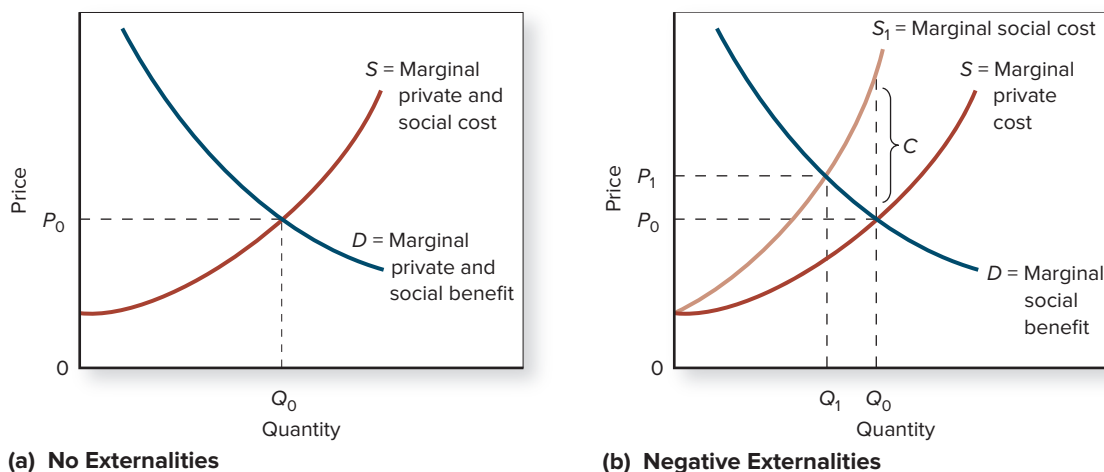 Price
S = Marginal
private and
social cost
P0
D = Marginal
private and
social benefit
0
Q0
Quantity
(a) No Externalities
Price
S1 = Marginal social cost
S = Marginal
private
cost
C
P1
P0
D = Marginal
social
benefit
0
Q1
Q0
Quantity
(b) Negative Externalities